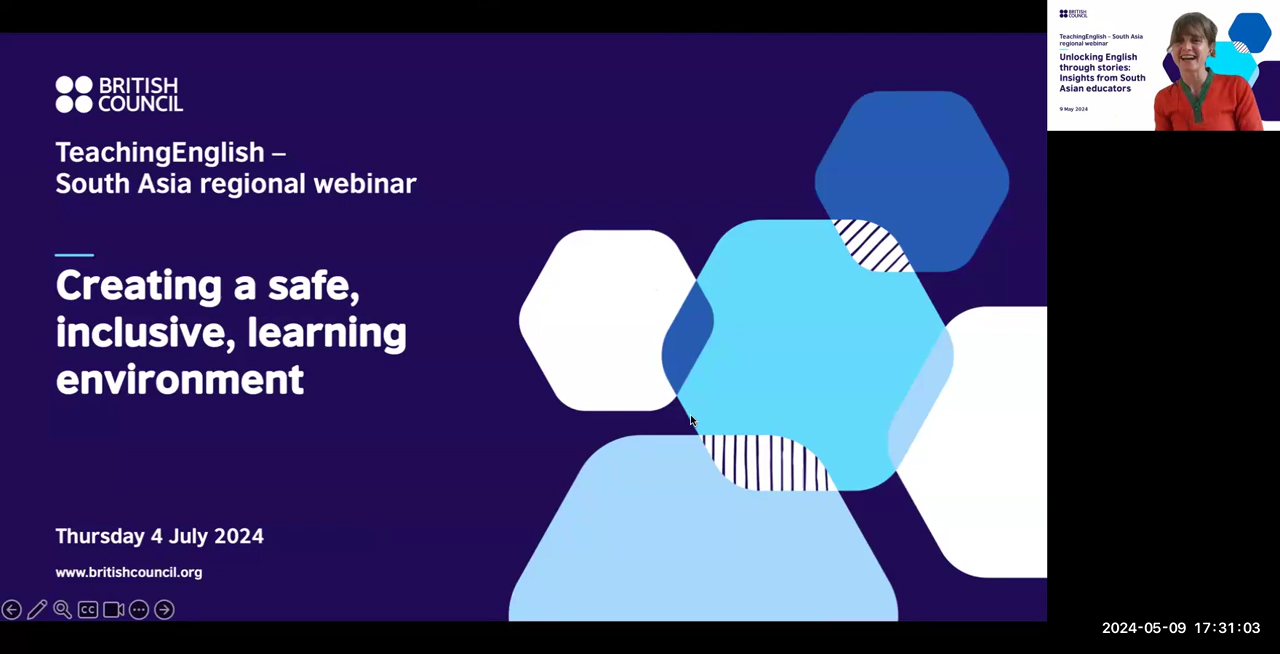 BRITISH
COUNCIL
TeachingEnglish –
South Asia regional webinar
Creating a safe,
inclusive, learning
environment
Thursday 4 July 2024
www.britishcouncil.org
CC
BRITISH
COUNCIL
TeachingEnglish – South Asia
regional webinar
Unlocking English
through stories:
Insights from South
Asian educators
9 May 2024
2024-05-09 17:31:03